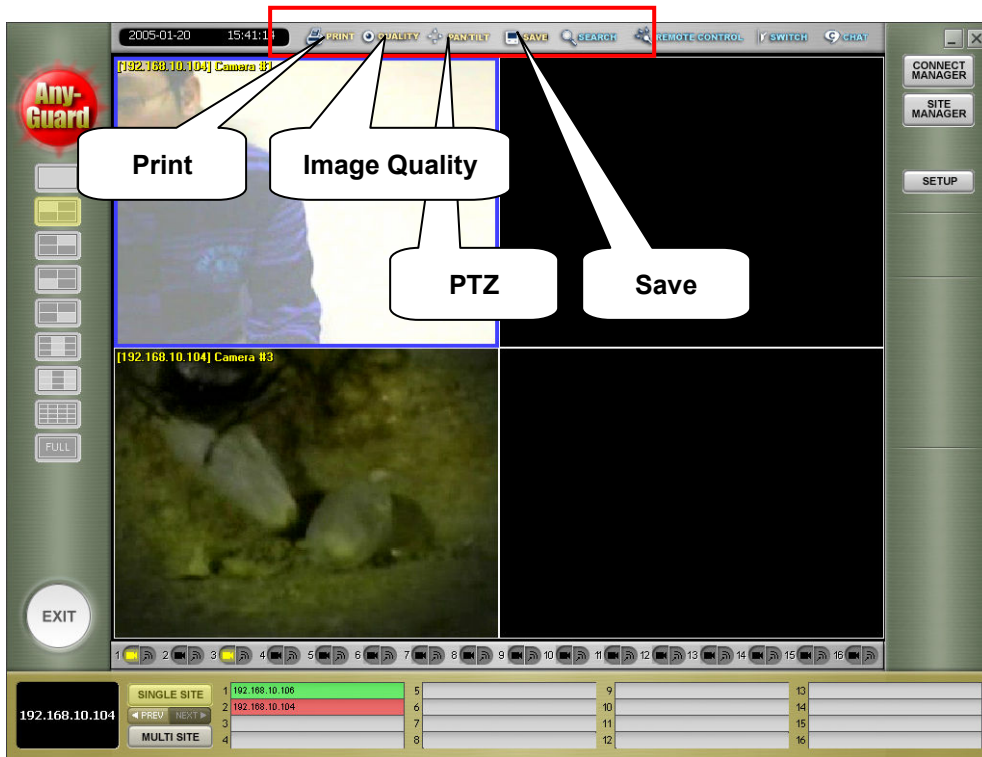 2005-01-20 15:41:14 PRINT QUALITY PAN/TILT SAVE SEARCH REMOTE CONTROL SWITCH CHAT
[192.168.10.104] Camera #1
CONNECT
MANAGER
Any-
Guard
SITE
MANAGER
Print
Image Quality
SETUP
PTZ
Save
[192.168.10.104] Camera #3
FULL
EXIT
1 2 3 4 5 6 7 8 9 10 11 12 13 14 15 16
192.168.10.104
SINGLE SITE
PREV NEXT
MULTI SITE
1 192.168.10.106 5 9 13
2 192.168.10.104 6 10 14
3 7 11 15
4 8 12 16